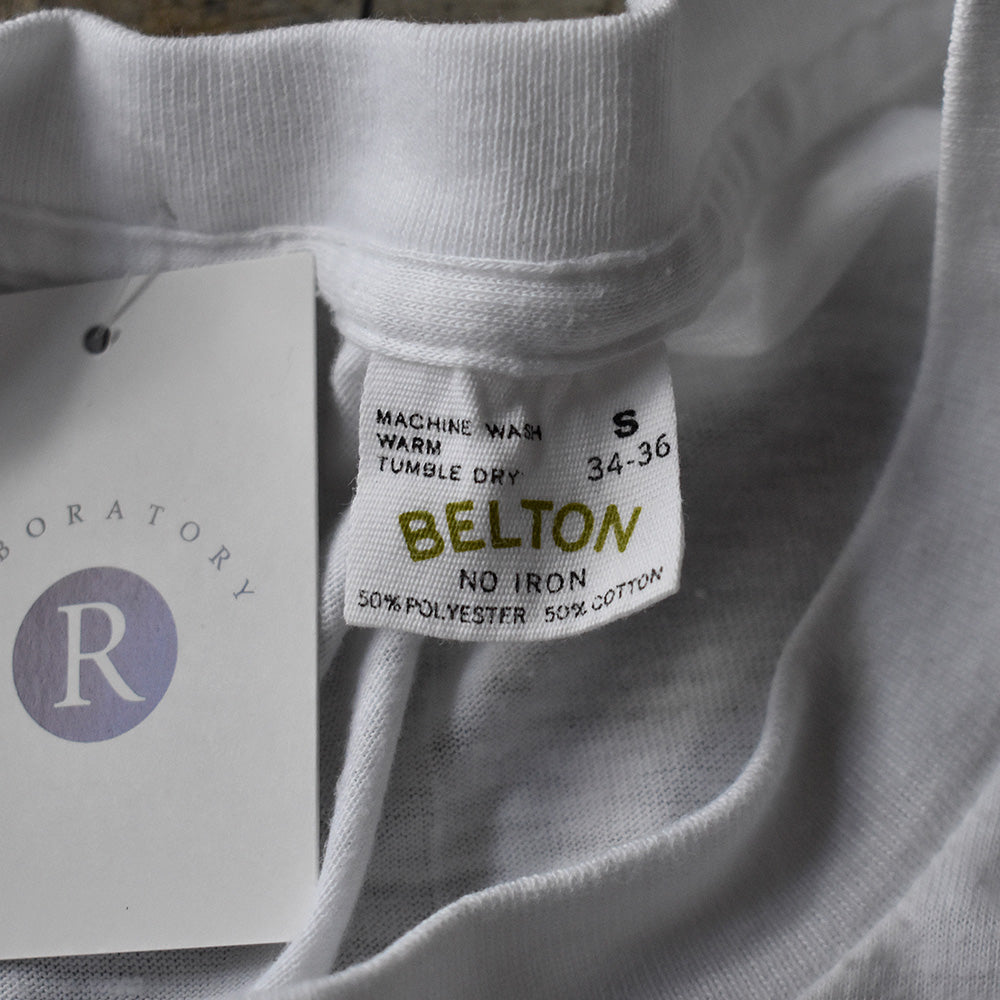 BORATORY
R
MACHINE WASH
WARM
TUMBLE DRY
S
34-36
BELTON
NO IRON
50% POLYESTER 50% COTTON